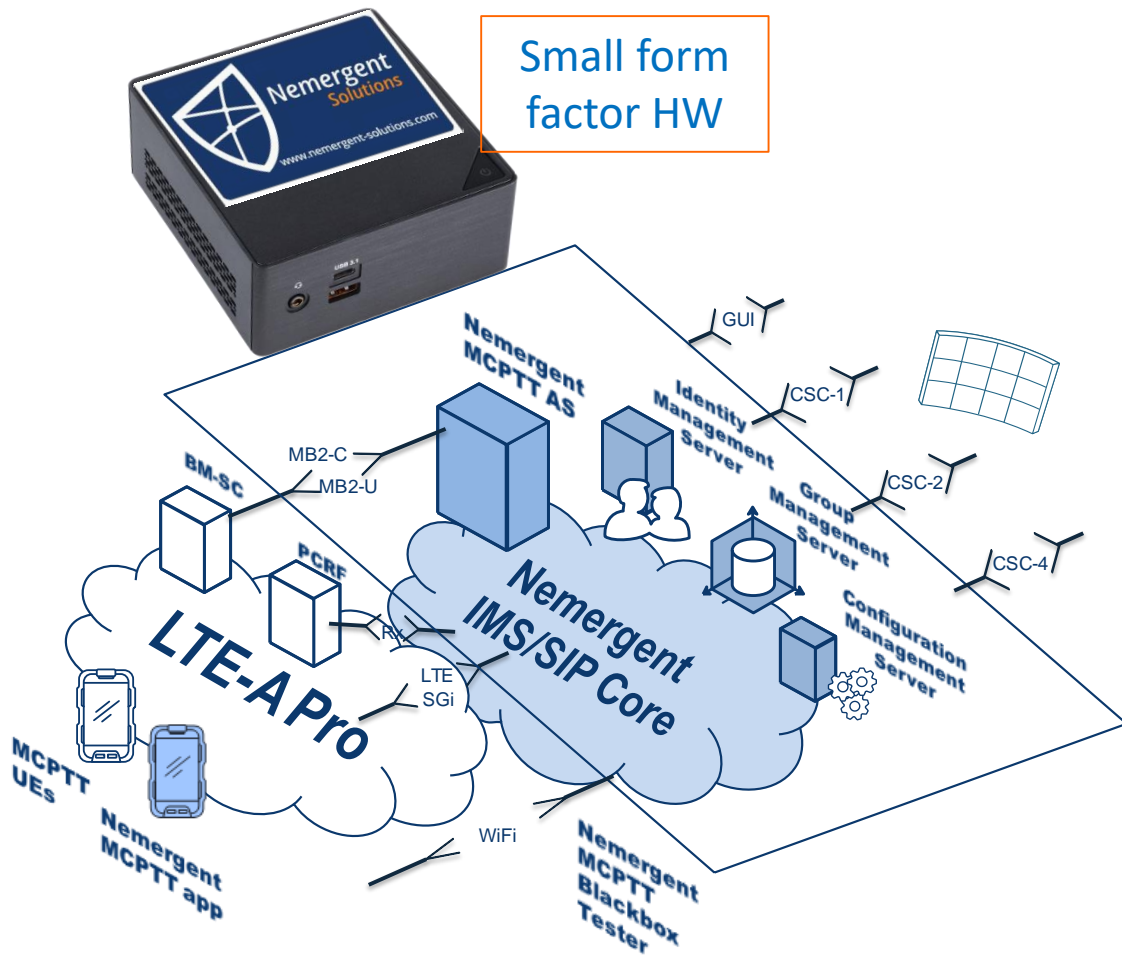 Nemergent
Solutions
www.nemergent-solutions.com
Small form
factor HW
USB 3.1
GUI
Nemergent
MCPTT AS
Identity
Management
Server
CSC-1
MB2-C
MB2-U
BM-SC
Group
Management
Server
CSC-2
PCRF
CSC-4
Nemergent
IMS/SIP Core
Configuration
Management
Server
Rx
LTE-A Pro
LTE
SGi
MCPTT
UEs
Nemergent
MCPTT app
WiFi
Nemergent
MCPTT
Blackbox
Tester